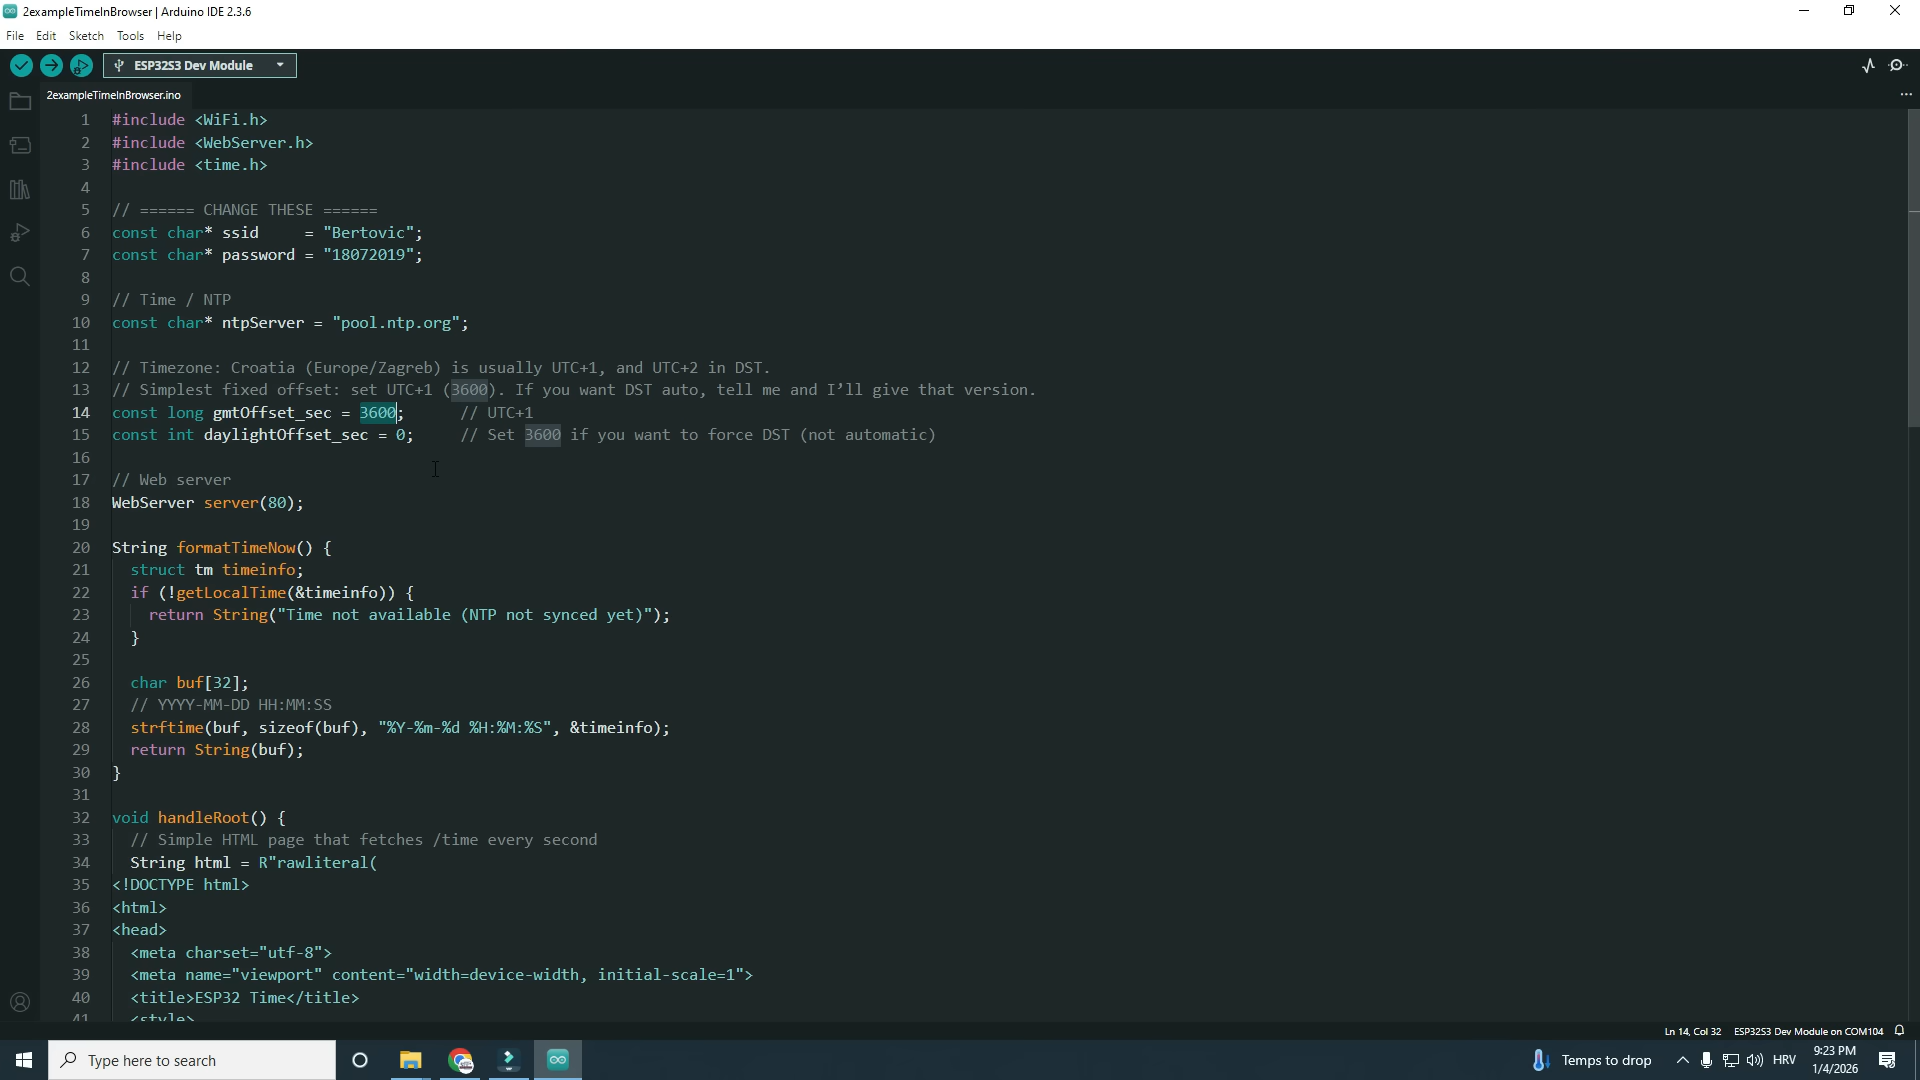 2exampleTimeInBrowser | Arduino IDE 2.3.6
File Edit Sketch Tools Help
ESP32S3 Dev Module
2exampleTimeInBrowser.ino
1 #include <WiFi.h>
2 #include <WebServer.h>
3 #include <time.h>
4
5 // ====== CHANGE THESE ======
6 const char* ssid     = "Bertovic";
7 const char* password = "18072019";
8
9 // Time / NTP
10 const char* ntpServer = "pool.ntp.org";
11
12 // Timezone: Croatia (Europe/Zagreb) is usually UTC+1, and UTC+2 in DST.
13 // Simplest fixed offset: set UTC+1 (3600). If you want DST auto, tell me and I’ll give that version.
14 const long gmtOffset_sec = 3600;      // UTC+1
15 const int daylightOffset_sec = 0;     // Set 3600 if you want to force DST (not automatic)
16
17 // Web server
18 WebServer server(80);
19
20 String formatTimeNow() {
21   struct tm timeinfo;
22   if (!getLocalTime(&timeinfo)) {
23     return String("Time not available (NTP not synced yet)");
24   }
25
26   char buf[32];
27   // YYYY-MM-DD HH:MM:SS
28   strftime(buf, sizeof(buf), "%Y-%m-%d %H:%M:%S", &timeinfo);
29   return String(buf);
30 }
31
32 void handleRoot() {
33   // Simple HTML page that fetches /time every second
34   String html = R"rawliteral(
35 <!DOCTYPE html>
36 <html>
37 <head>
38   <meta charset="utf-8">
39   <meta name="viewport" content="width=device-width, initial-scale=1">
40   <title>ESP32 Time</title>
41   <style>
Ln 14, Col 32 ESP32S3 Dev Module on COM104
Type here to search
Temps to drop
HRV
9:23 PM
1/4/2026